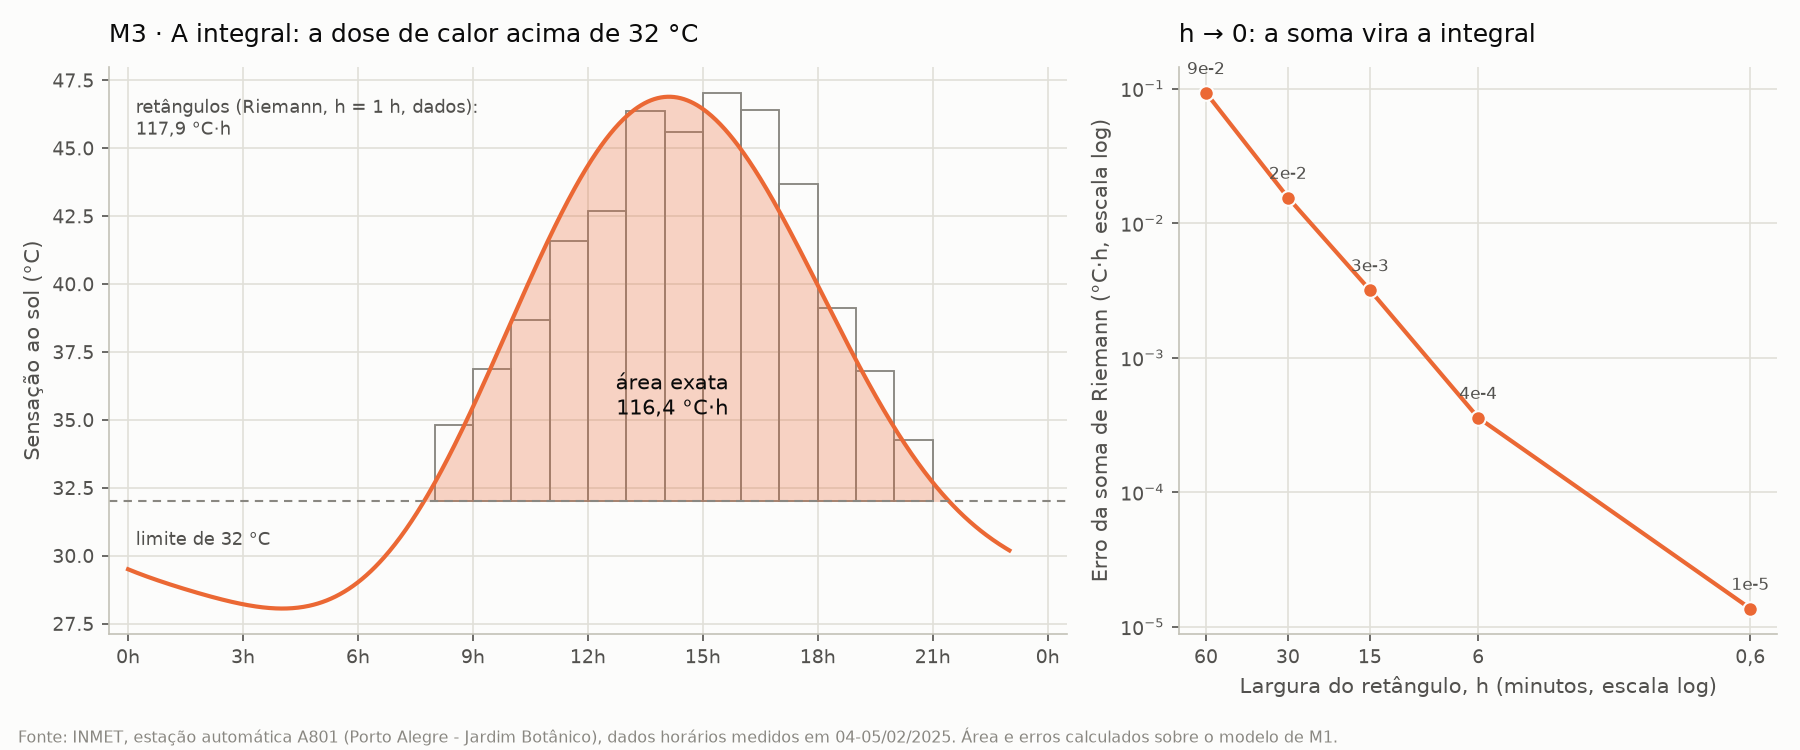 M3 · A integral: a dose de calor acima de 32 °C
Sensação ao sol (°C)
47.5
45.0
42.5
40.0
37.5
35.0
32.5
30.0
27.5
retângulos (Riemann, h = 1 h, dados):
117,9 °C·h
área exata
116,4 °C·h
limite de 32 °C
0h 3h 6h 9h 12h 15h 18h 21h 0h
h → 0: a soma vira a integral
Erro da soma de Riemann (°C·h, escala log)
10⁻¹
10⁻²
10⁻³
10⁻⁴
10⁻⁵
9e-2
2e-2
3e-3
4e-4
1e-5
60 30 15 6 0,6
Largura do retângulo, h (minutos, escala log)
Fonte: INMET, estação automática A801 (Porto Alegre - Jardim Botânico), dados horários medidos em 04-05/02/2025. Área e erros calculados sobre o modelo de M1.